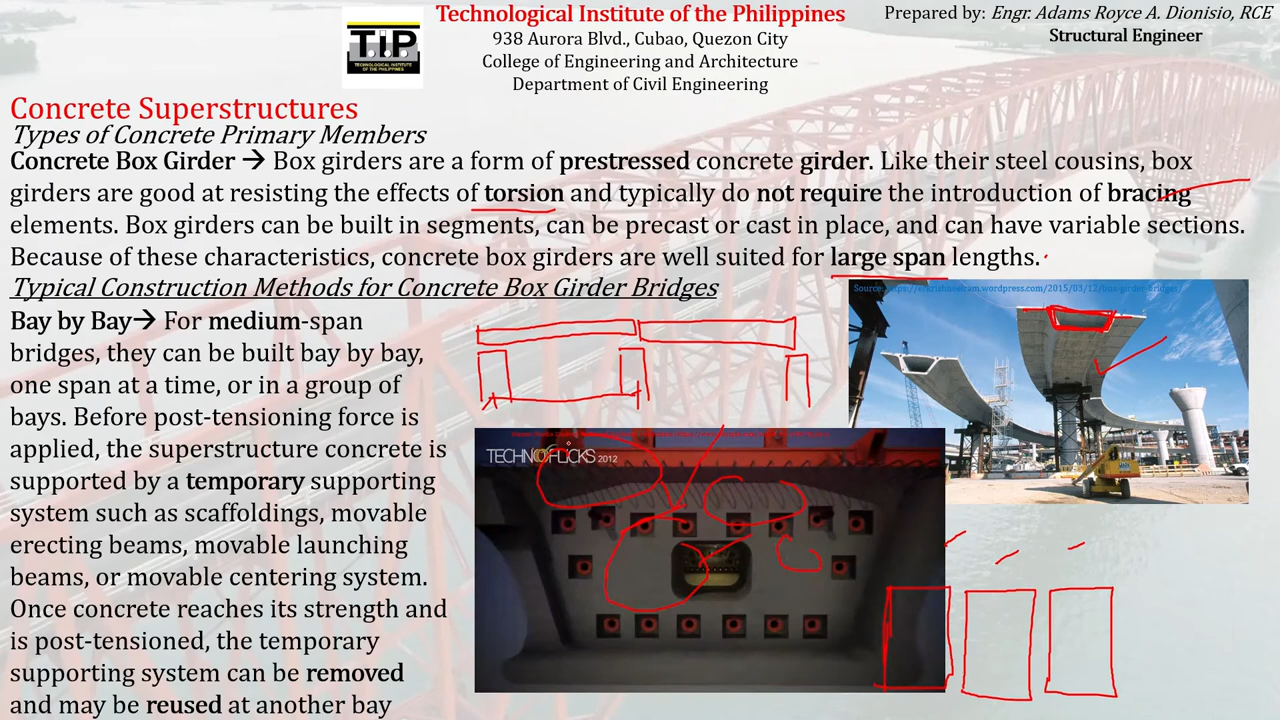 Technological Institute of the Philippines
938 Aurora Blvd., Cubao, Quezon City
College of Engineering and Architecture
Department of Civil Engineering
Prepared by: Engr. Adams Royce A. Dionisio, RCE
Structural Engineer
TiP
TECHNOLOGICAL INSTITUTE
OF THE PHILIPPINES
Concrete Superstructures
Types of Concrete Primary Members
Concrete Box Girder → Box girders are a form of prestressed concrete girder. Like their steel cousins, box
girders are good at resisting the effects of torsion and typically do not require the introduction of bracing
elements. Box girders can be built in segments, can be precast or cast in place, and can have variable sections.
Because of these characteristics, concrete box girders are well suited for large span lengths.
Typical Construction Methods for Concrete Box Girder Bridges
Bay by Bay→ For medium-span
bridges, they can be built bay by bay,
one span at a time, or in a group of
bays. Before post-tensioning force is
applied, the superstructure concrete is
supported by a temporary supporting
system such as scaffoldings, movable
erecting beams, movable launching
beams, or movable centering system.
Once concrete reaches its strength and
is post-tensioned, the temporary
supporting system can be removed
and may be reused at another bay
TECHNOFLICKS 2012